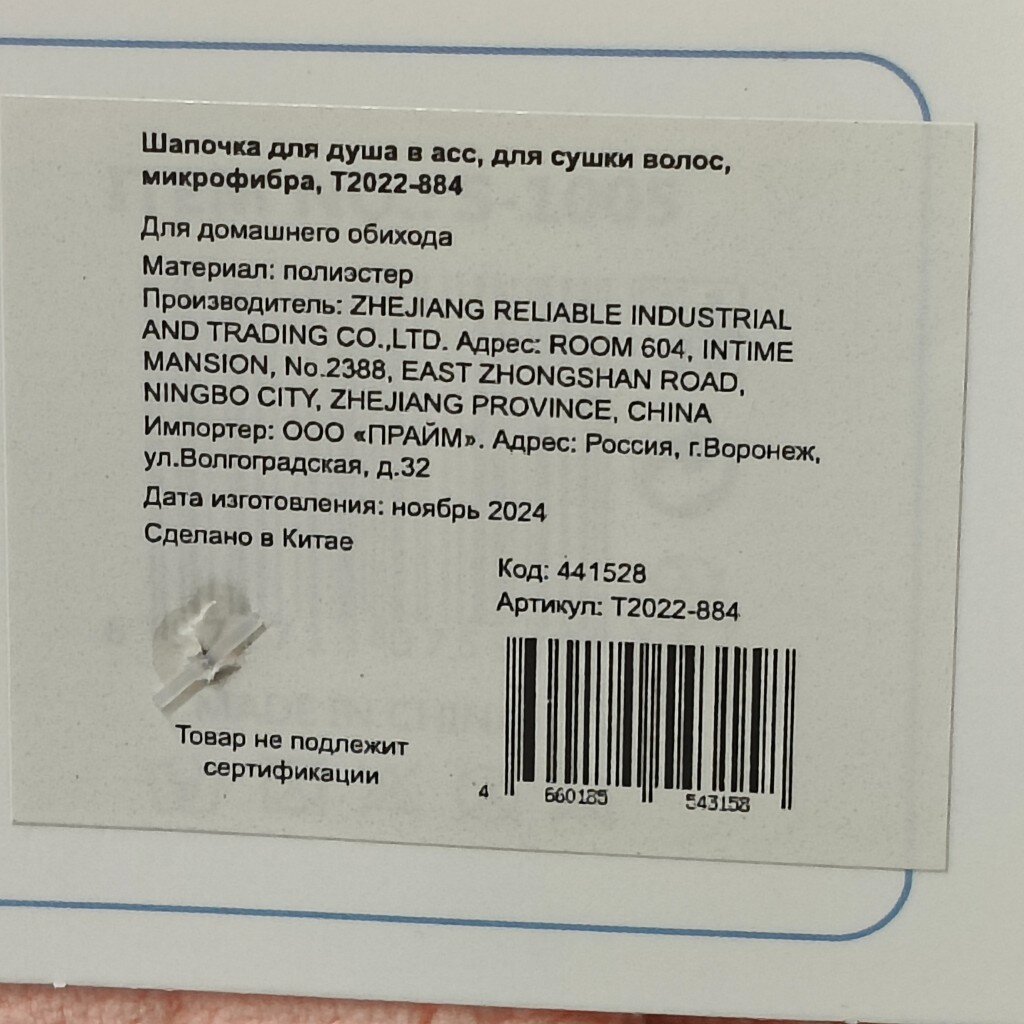 Шапочка для душа в асс, для сушки волос,
микрофибра, Т2022-884
Для домашнего обихода
Материал: полиэстер
Производитель: ZHEJIANG RELIABLE INDUSTRIAL
AND TRADING CO.,LTD. Адрес: ROOM 604, INTIME
MANSION, No.2388, EAST ZHONGSHAN ROAD,
NINGBO CITY, ZHEJIANG PROVINCE, CHINA
Импортер: ООО «ПРАЙМ». Адрес: Россия, г.Воронеж,
ул.Волгоградская, д.32
Дата изготовления: ноябрь 2024
Сделано в Китае
Код: 441528
Артикул: Т2022-884
Товар не подлежит
сертификации
4 660185 543158